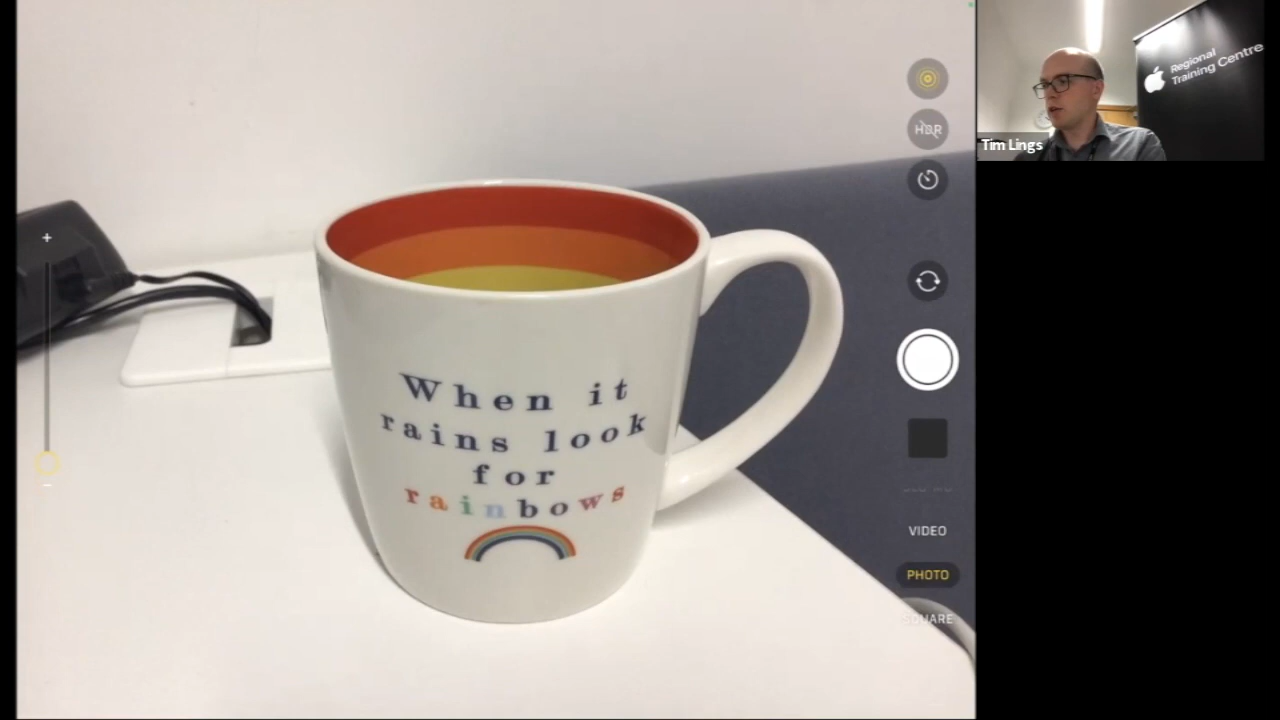 When it
rains look
for
rainbows
HDR
VIDEO
PHOTO
SQUARE
Tim Lings
Regional
Training Centre